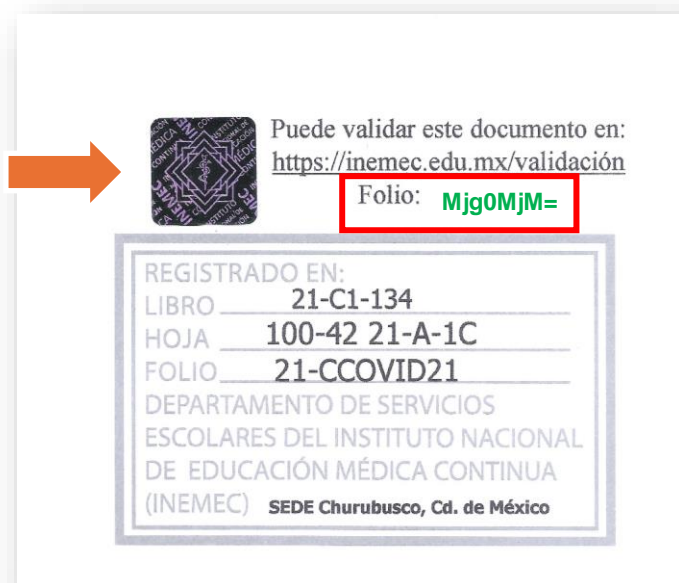 Puede validar este documento en:
https://inemec.edu.mx/validación
Folio: Mjg0MjM=
REGISTRADO EN:
LIBRO 21-C1-134
HOJA 100-42 21-A-1C
FOLIO 21-CCOVID21
DEPARTAMENTO DE SERVICIOS
ESCOLARES DEL INSTITUTO NACIONAL
DE EDUCACIÓN MÉDICA CONTINUA
(INEMEC) SEDE Churubusco, Cd. de México